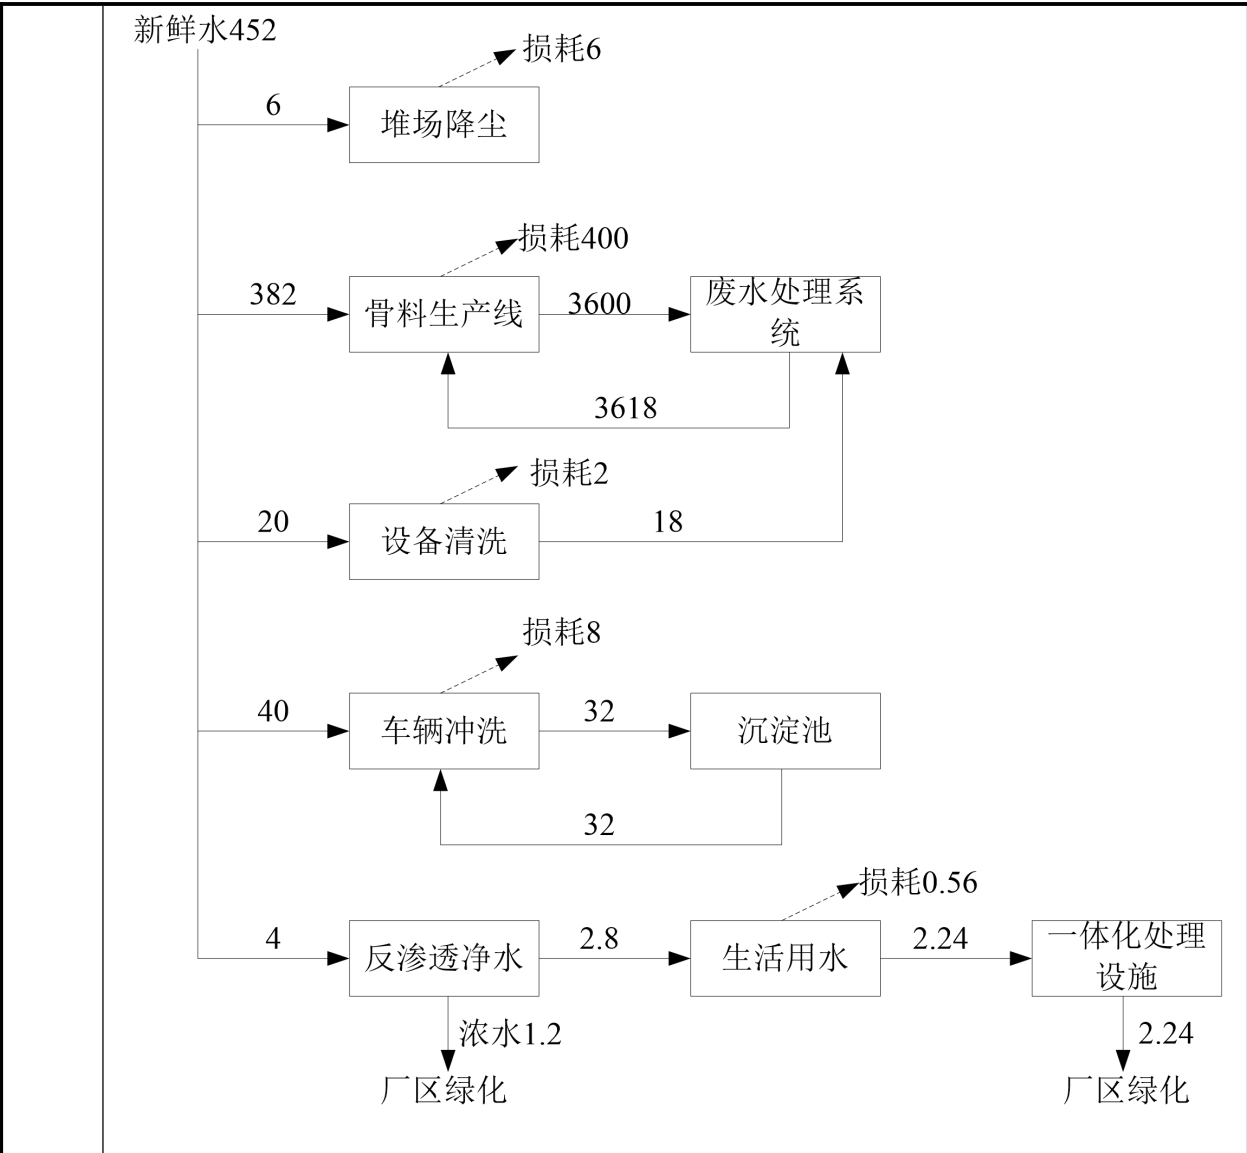 新鲜水452
损耗6
6
堆场降尘
损耗400
382
骨料生产线
3600
废水处理系
统
3618
损耗2
20
设备清洗
18
损耗8
40
车辆冲洗
32
沉淀池
32
损耗0.56
4
反渗透净水
2.8
生活用水
2.24
一体化处理
设施
浓水1.2
2.24
厂区绿化
厂区绿化